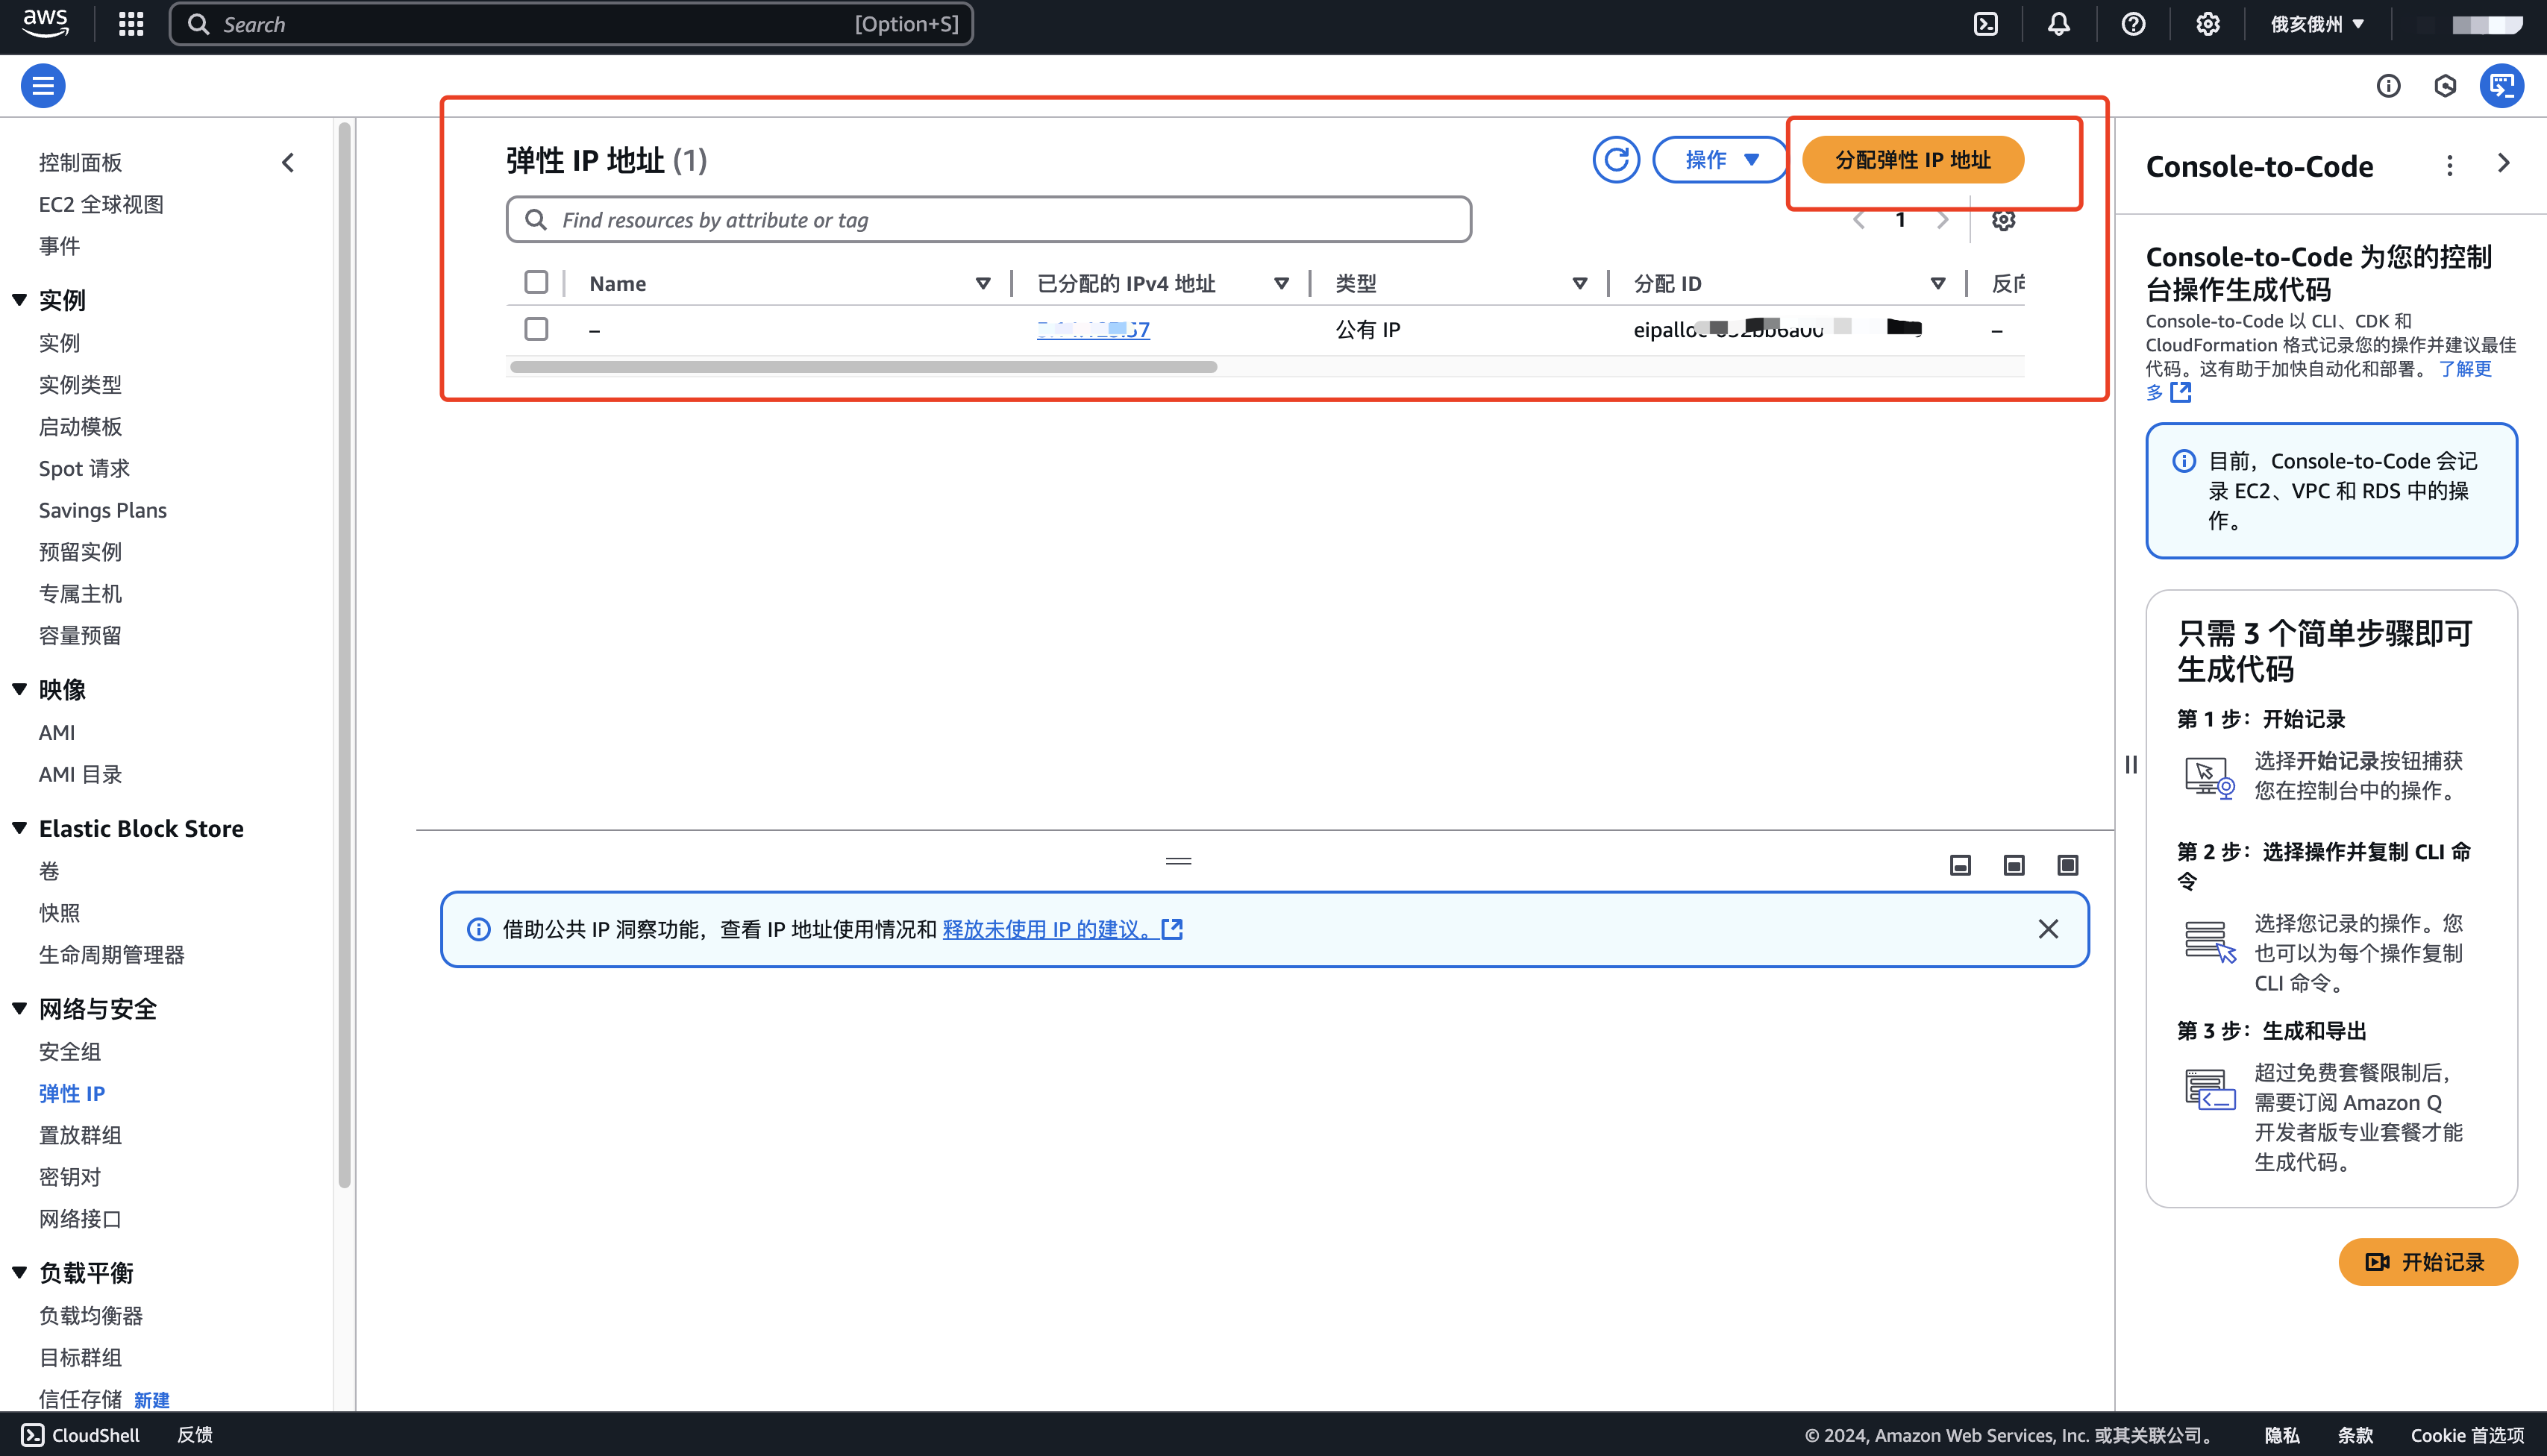 aws
Search
[Option+S]
俄亥俄州
控制面板
EC2 全球视图
事件
实例
实例
实例类型
启动模板
Spot 请求
Savings Plans
预留实例
专属主机
容量预留
映像
AMI
AMI 目录
Elastic Block Store
卷
快照
生命周期管理器
网络与安全
安全组
弹性 IP
置放群组
密钥对
网络接口
负载平衡
负载均衡器
目标群组
信任存储 新建
弹性 IP 地址 (1)
操作
分配弹性 IP 地址
Find resources by attribute or tag
1
Name
已分配的 IPv4 地址
类型
分配 ID
反向
–
公有 IP
–
借助公共 IP 洞察功能，查看 IP 地址使用情况和 释放未使用 IP 的建议。
Console-to-Code
Console-to-Code 为您的控制
台操作生成代码
Console-to-Code 以 CLI、CDK 和
CloudFormation 格式记录您的操作并建议最佳
代码。这有助于加快自动化和部署。 了解更
多
目前，Console-to-Code 会记
录 EC2、VPC 和 RDS 中的操
作。
只需 3 个简单步骤即可
生成代码
第 1 步：开始记录
选择开始记录按钮捕获
您在控制台中的操作。
第 2 步：选择操作并复制 CLI 命
令
选择您记录的操作。您
也可以为每个操作复制
CLI 命令。
第 3 步：生成和导出
超过免费套餐限制后，
需要订阅 Amazon Q
开发者版专业套餐才能
生成代码。
开始记录
CloudShell
反馈
© 2024, Amazon Web Services, Inc. 或其关联公司。
隐私
条款
Cookie 首选项